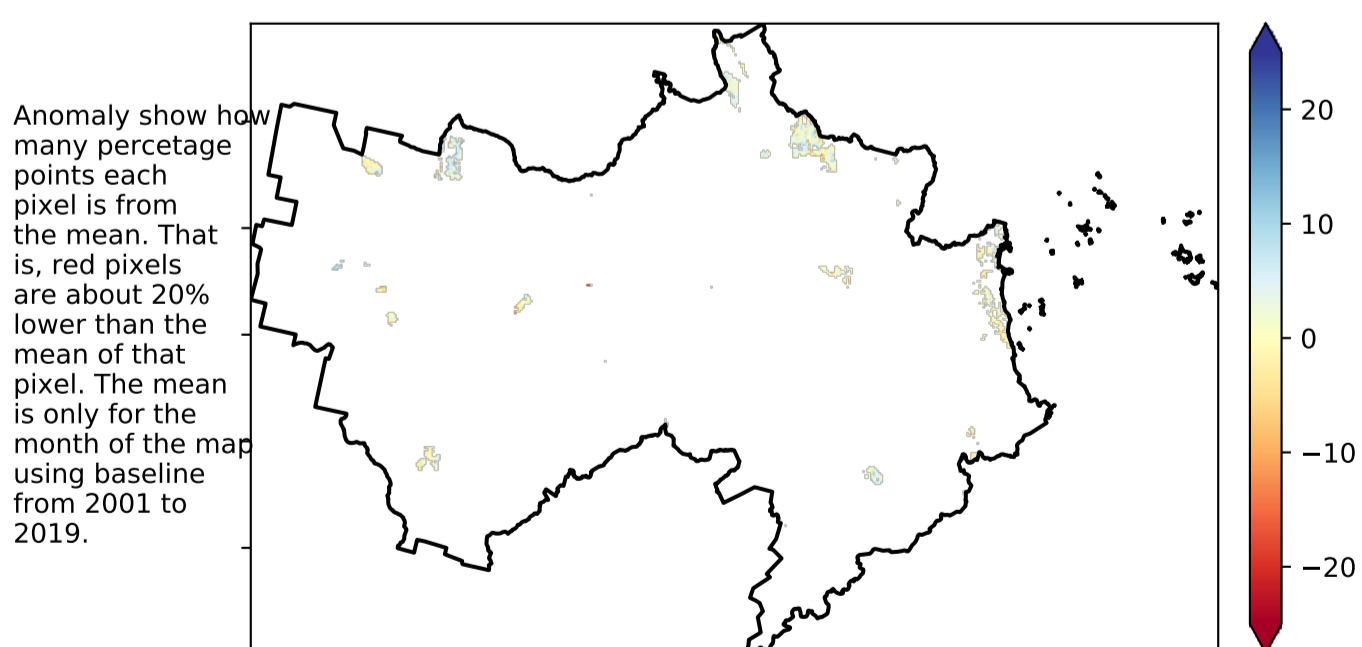 Anomaly show how
many percetage
points each
pixel is from
the mean. That
is, red pixels
are about 20%
lower than the
mean of that
pixel. The mean
is only for the
month of the map
using baseline
from 2001 to
2019.
20
10
0
−10
−20